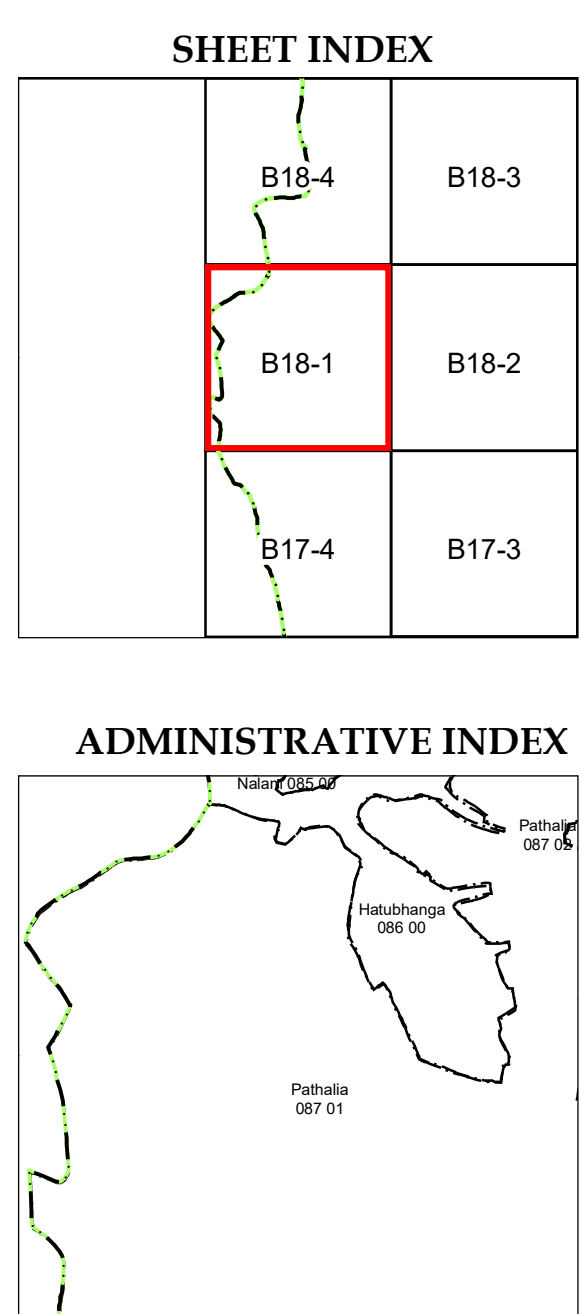 SHEET INDEX
B18-4
B18-3
B18-1
B18-2
B17-4
B17-3
ADMINISTRATIVE INDEX
Nalam 085 00
Pathalia
087 02
Hatubhanga
086 00
Pathalia
087 01